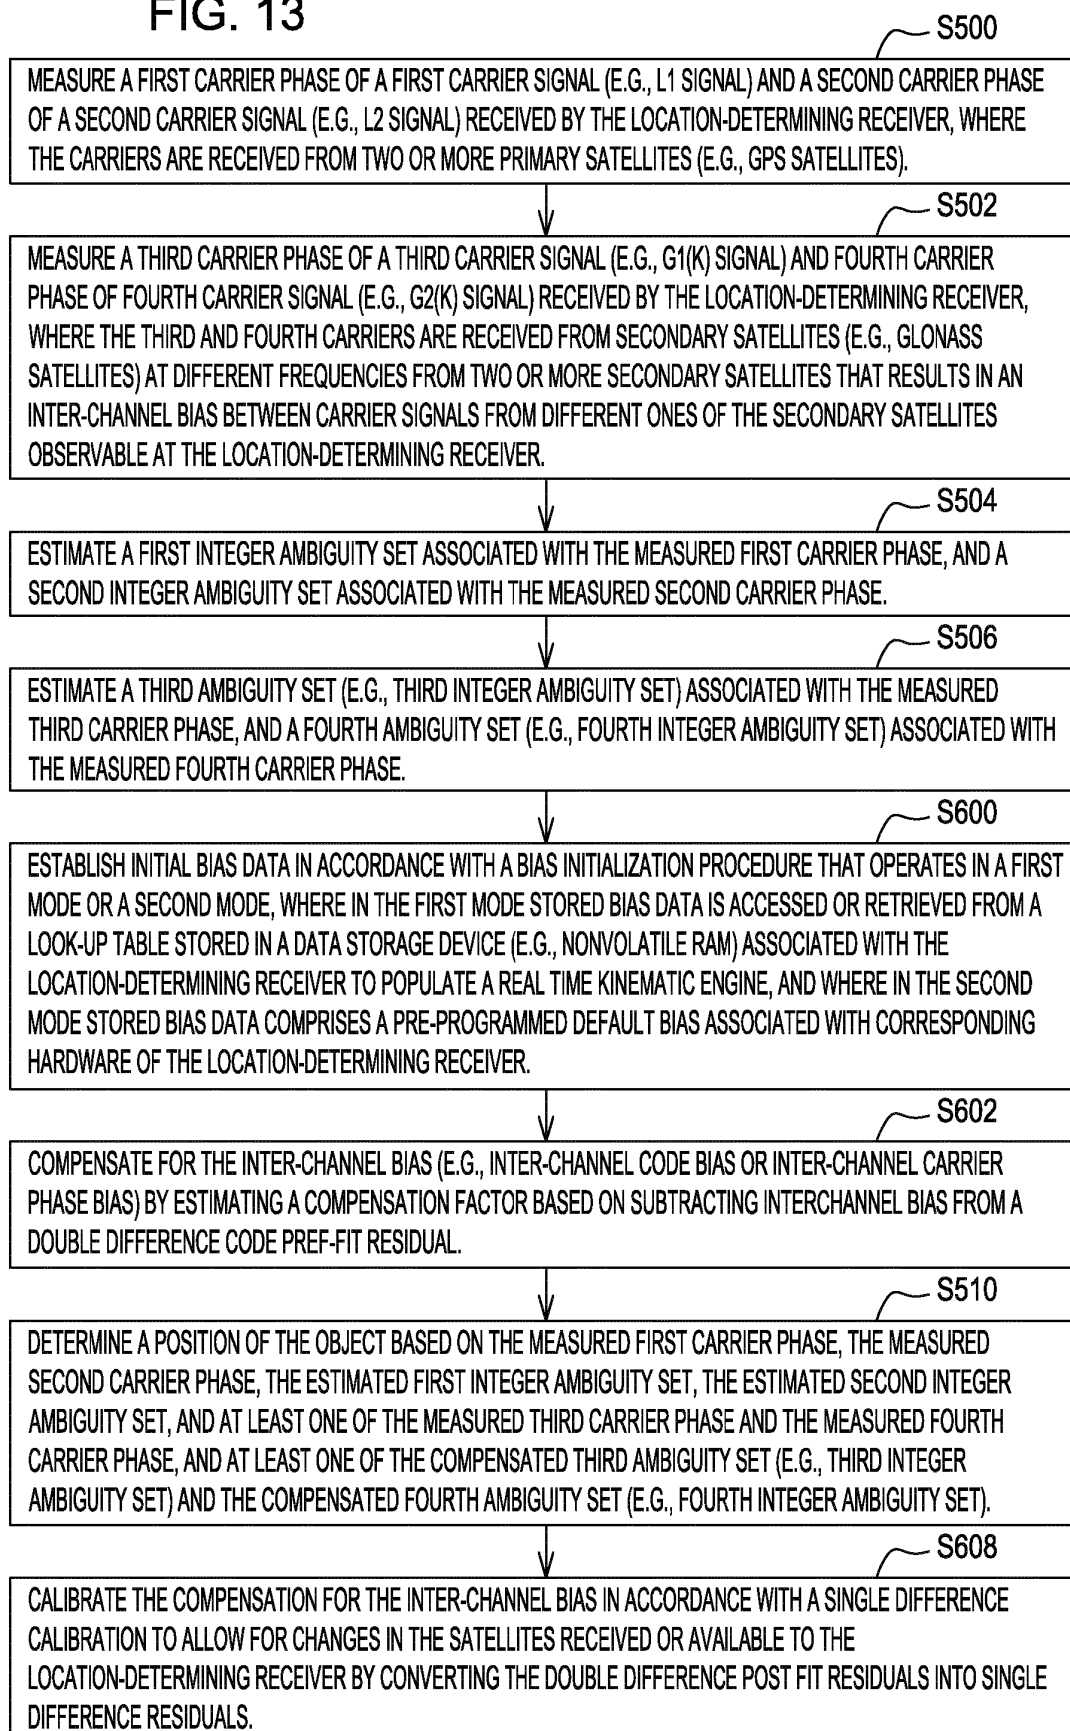 FIG. 13
S500
MEASURE A FIRST CARRIER PHASE OF A FIRST CARRIER SIGNAL (E.G., L1 SIGNAL) AND A SECOND CARRIER PHASE
OF A SECOND CARRIER SIGNAL (E.G., L2 SIGNAL) RECEIVED BY THE LOCATION-DETERMINING RECEIVER, WHERE
THE CARRIERS ARE RECEIVED FROM TWO OR MORE PRIMARY SATELLITES (E.G., GPS SATELLITES).
S502
MEASURE A THIRD CARRIER PHASE OF A THIRD CARRIER SIGNAL (E.G., G1(K) SIGNAL) AND FOURTH CARRIER
PHASE OF FOURTH CARRIER SIGNAL (E.G., G2(K) SIGNAL) RECEIVED BY THE LOCATION-DETERMINING RECEIVER,
WHERE THE THIRD AND FOURTH CARRIERS ARE RECEIVED FROM SECONDARY SATELLITES (E.G., GLONASS
SATELLITES) AT DIFFERENT FREQUENCIES FROM TWO OR MORE SECONDARY SATELLITES THAT RESULTS IN AN
INTER-CHANNEL BIAS BETWEEN CARRIER SIGNALS FROM DIFFERENT ONES OF THE SECONDARY SATELLITES
OBSERVABLE AT THE LOCATION-DETERMINING RECEIVER.
S504
ESTIMATE A FIRST INTEGER AMBIGUITY SET ASSOCIATED WITH THE MEASURED FIRST CARRIER PHASE, AND A
SECOND INTEGER AMBIGUITY SET ASSOCIATED WITH THE MEASURED SECOND CARRIER PHASE.
S506
ESTIMATE A THIRD AMBIGUITY SET (E.G., THIRD INTEGER AMBIGUITY SET) ASSOCIATED WITH THE MEASURED
THIRD CARRIER PHASE, AND A FOURTH AMBIGUITY SET (E.G., FOURTH INTEGER AMBIGUITY SET) ASSOCIATED WITH
THE MEASURED FOURTH CARRIER PHASE.
S600
ESTABLISH INITIAL BIAS DATA IN ACCORDANCE WITH A BIAS INITIALIZATION PROCEDURE THAT OPERATES IN A FIRST
MODE OR A SECOND MODE, WHERE IN THE FIRST MODE STORED BIAS DATA IS ACCESSED OR RETRIEVED FROM A
LOOK-UP TABLE STORED IN A DATA STORAGE DEVICE (E.G., NONVOLATILE RAM) ASSOCIATED WITH THE
LOCATION-DETERMINING RECEIVER TO POPULATE A REAL TIME KINEMATIC ENGINE, AND WHERE IN THE SECOND
MODE STORED BIAS DATA COMPRISES A PRE-PROGRAMMED DEFAULT BIAS ASSOCIATED WITH CORRESPONDING
HARDWARE OF THE LOCATION-DETERMINING RECEIVER.
S602
COMPENSATE FOR THE INTER-CHANNEL BIAS (E.G., INTER-CHANNEL CODE BIAS OR INTER-CHANNEL CARRIER
PHASE BIAS) BY ESTIMATING A COMPENSATION FACTOR BASED ON SUBTRACTING INTERCHANNEL BIAS FROM A
DOUBLE DIFFERENCE CODE PREF-FIT RESIDUAL.
S510
DETERMINE A POSITION OF THE OBJECT BASED ON THE MEASURED FIRST CARRIER PHASE, THE MEASURED
SECOND CARRIER PHASE, THE ESTIMATED FIRST INTEGER AMBIGUITY SET, THE ESTIMATED SECOND INTEGER
AMBIGUITY SET, AND AT LEAST ONE OF THE MEASURED THIRD CARRIER PHASE AND THE MEASURED FOURTH
CARRIER PHASE, AND AT LEAST ONE OF THE COMPENSATED THIRD AMBIGUITY SET (E.G., THIRD INTEGER
AMBIGUITY SET) AND THE COMPENSATED FOURTH AMBIGUITY SET (E.G., FOURTH INTEGER AMBIGUITY SET).
S608
CALIBRATE THE COMPENSATION FOR THE INTER-CHANNEL BIAS IN ACCORDANCE WITH A SINGLE DIFFERENCE
CALIBRATION TO ALLOW FOR CHANGES IN THE SATELLITES RECEIVED OR AVAILABLE TO THE
LOCATION-DETERMINING RECEIVER BY CONVERTING THE DOUBLE DIFFERENCE POST FIT RESIDUALS INTO SINGLE
DIFFERENCE RESIDUALS.